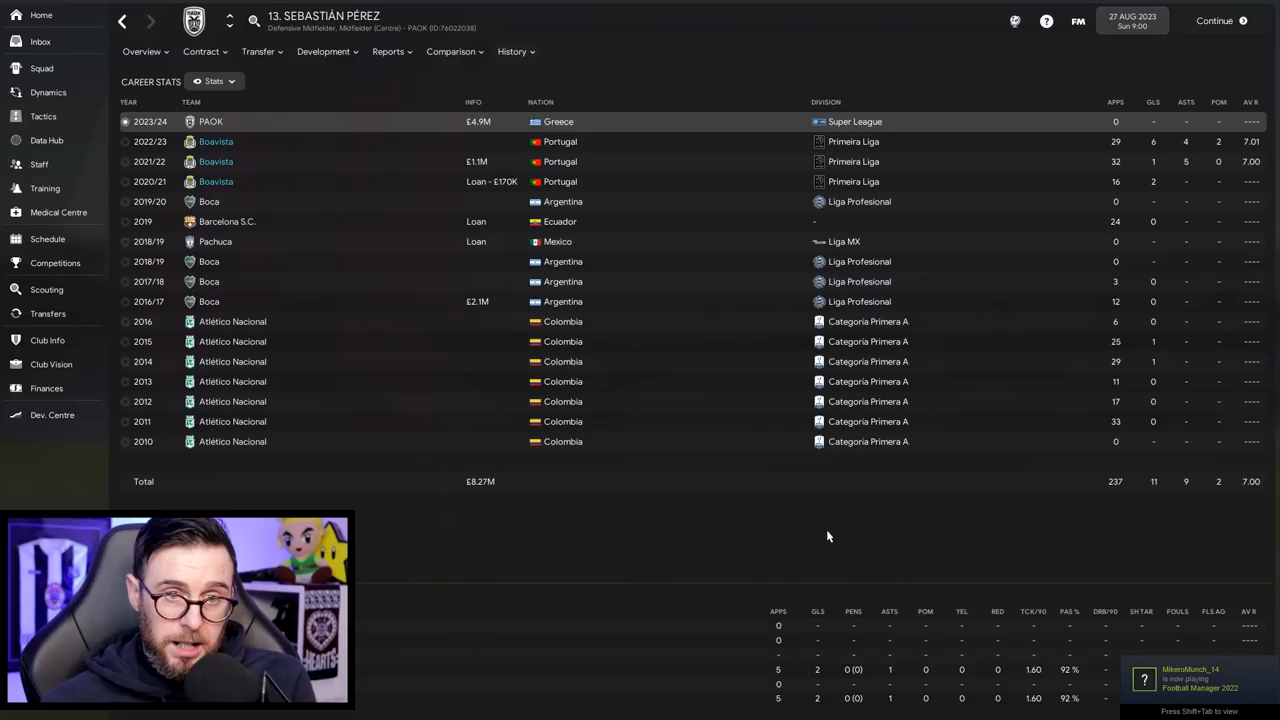 Home
13. SEBASTIÁN PÉREZ
Defensive Midfielder, Midfielder (Centre) - PAOK (ID:76022038)
FM
27 AUG 2023
Sun 9:00
Continue
Inbox
Squad
Dynamics
Tactics
Data Hub
Staff
Training
Medical Centre
Schedule
Competitions
Scouting
Transfers
Club Info
Club Vision
Finances
Dev. Centre
Overview Contract Transfer Development Reports Comparison History
CAREER STATS Stats
YEAR TEAM INFO NATION DIVISION APPS GLS ASTS POM AV R
2023/24 PAOK £4.9M Greece Super League 0 - - - ----
2022/23 Boavista Portugal Primeira Liga 29 6 4 2 7.01
2021/22 Boavista £1.1M Portugal Primeira Liga 32 1 5 0 7.00
2020/21 Boavista Loan - £170K Portugal Primeira Liga 16 2 - - ----
2019/20 Boca Argentina Liga Profesional 0 - - - ----
2019 Barcelona S.C. Loan Ecuador - 24 0 - - ----
2018/19 Pachuca Loan Mexico Liga MX 0 - - - ----
2018/19 Boca Argentina Liga Profesional 0 - - - ----
2017/18 Boca Argentina Liga Profesional 3 0 - - ----
2016/17 Boca £2.1M Argentina Liga Profesional 12 0 - - ----
2016 Atlético Nacional Colombia Categoría Primera A 6 0 - - ----
2015 Atlético Nacional Colombia Categoría Primera A 25 1 - - ----
2014 Atlético Nacional Colombia Categoría Primera A 29 1 - - ----
2013 Atlético Nacional Colombia Categoría Primera A 11 0 - - ----
2012 Atlético Nacional Colombia Categoría Primera A 17 0 - - ----
2011 Atlético Nacional Colombia Categoría Primera A 33 0 - - ----
2010 Atlético Nacional Colombia Categoría Primera A 0 - - - ----
Total £8.27M 237 11 9 2 7.00
APPS GLS PENS ASTS POM YEL RED TCK/90 PAS % DRB/90 SH TAR FOULS FLS AG AV R
0 - - - - - - - - - - - - ----
0 - - - - - - - - - - - - ----
- - - - - - - - - - - - - ----
5 2 0 (0) 1 0 0 0 1.60 92 % -
0 - - - - - - - - -
5 2 0 (0) 1 0 0 0 1.60 92 % -
HEARTS
MikeroMunch_14
is now playing
Football Manager 2022
Press Shift+Tab to view